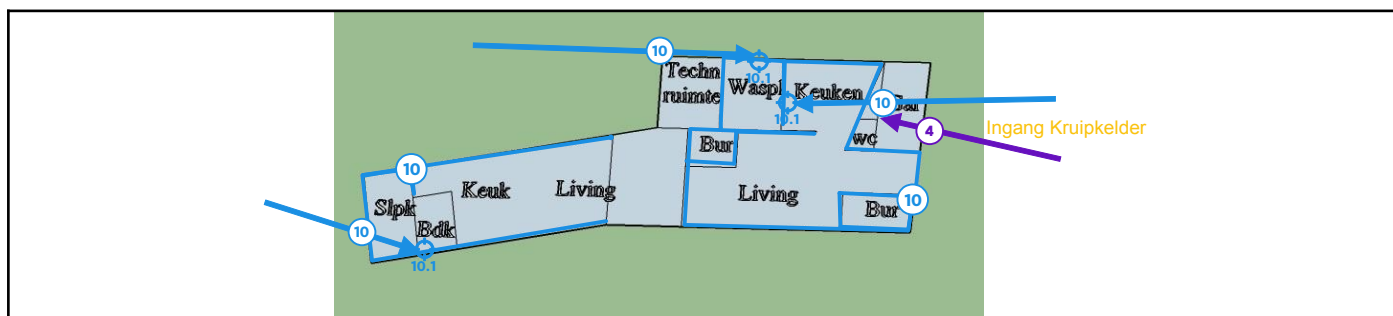 10
10.1
Techn
ruimte
Waspl
Keuken
10
10.1
4
Ingang Kruipkelder
wc
Bur
10
Keuk
Living
Living
Slpk
Bdk
10
10.1
Bur
10